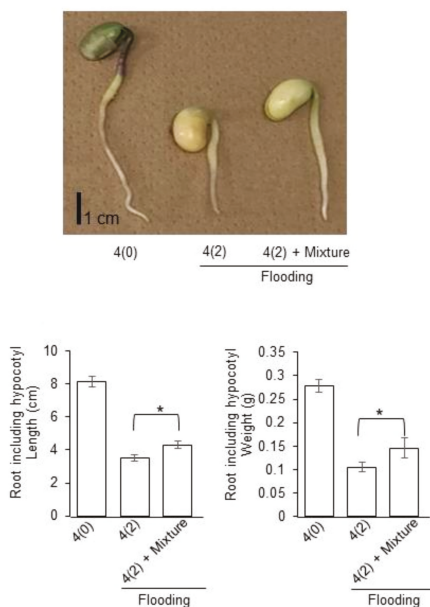 1 cm
4(0) 4(2) 4(2) + Mixture
Flooding
Root including hypocotyl
Length (cm)
10
8
6
4
2
0
*
4(0)
4(2)
4(2) + Mixture
Flooding
Root including hypocotyl
Weight (g)
0.35
0.3
0.25
0.2
0.15
0.1
0.05
0
*
4(0)
4(2)
4(2) + Mixture
Flooding